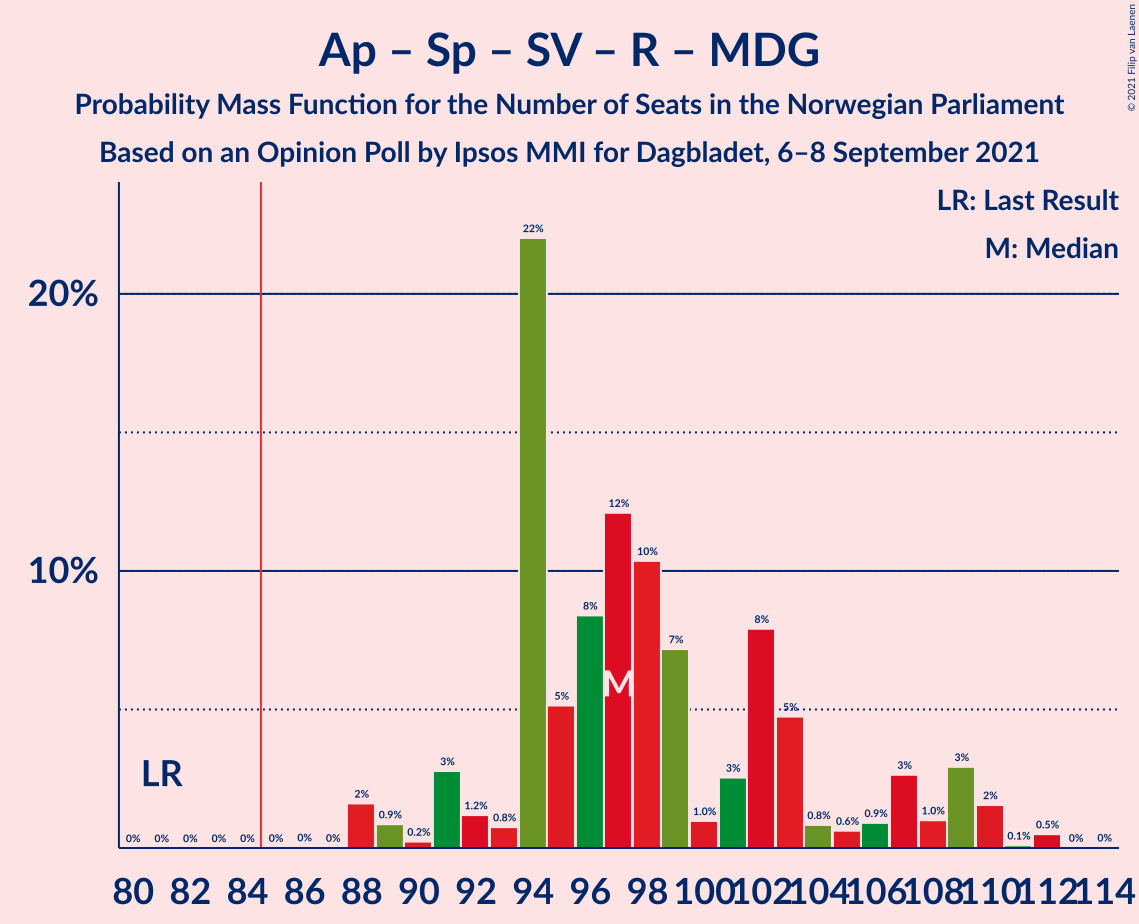 Ap – Sp – SV – R – MDG
Probability Mass Function for the Number of Seats in the Norwegian Parliament
Based on an Opinion Poll by Ipsos MMI for Dagbladet, 6–8 September 2021
© 2021 Filip van Laenen
LR: Last Result
M: Median
20%
10%
LR
M
0% 0% 0% 0% 0% 0% 0% 0% 2% 0.9% 0.2% 3% 1.2% 0.8% 22% 5% 8% 12% 10% 7% 1.0% 3% 8% 5% 0.8% 0.6% 0.9% 3% 1.0% 3% 2% 0.1% 0.5% 0% 0%
80 82 84 86 88 90 92 94 96 98 100 102 104 106 108 110 112 114